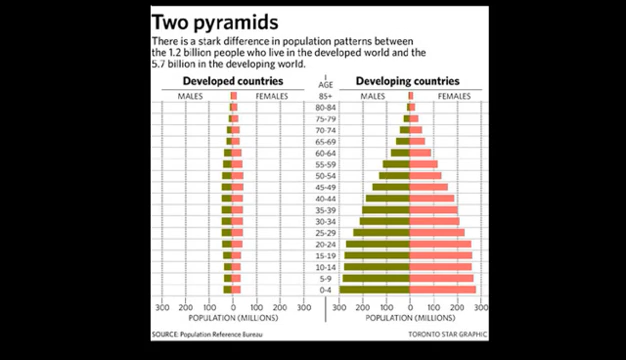 Two pyramids
There is a stark difference in population patterns between
the 1.2 billion people who live in the developed world and the
5.7 billion in the developing world.
Developed countries
AGE
Developing countries
MALES
FEMALES
85+
MALES
FEMALES
80-84
75-79
70-74
65-69
60-64
55-59
50-54
45-49
40-44
35-39
30-34
25-29
20-24
15-19
10-14
5-9
0-4
300 200 100 0 100 200 300
300 200 100 0 100 200 300
POPULATION (MILLIONS)
POPULATION (MILLIONS)
SOURCE: Population Reference Bureau
TORONTO STAR GRAPHIC